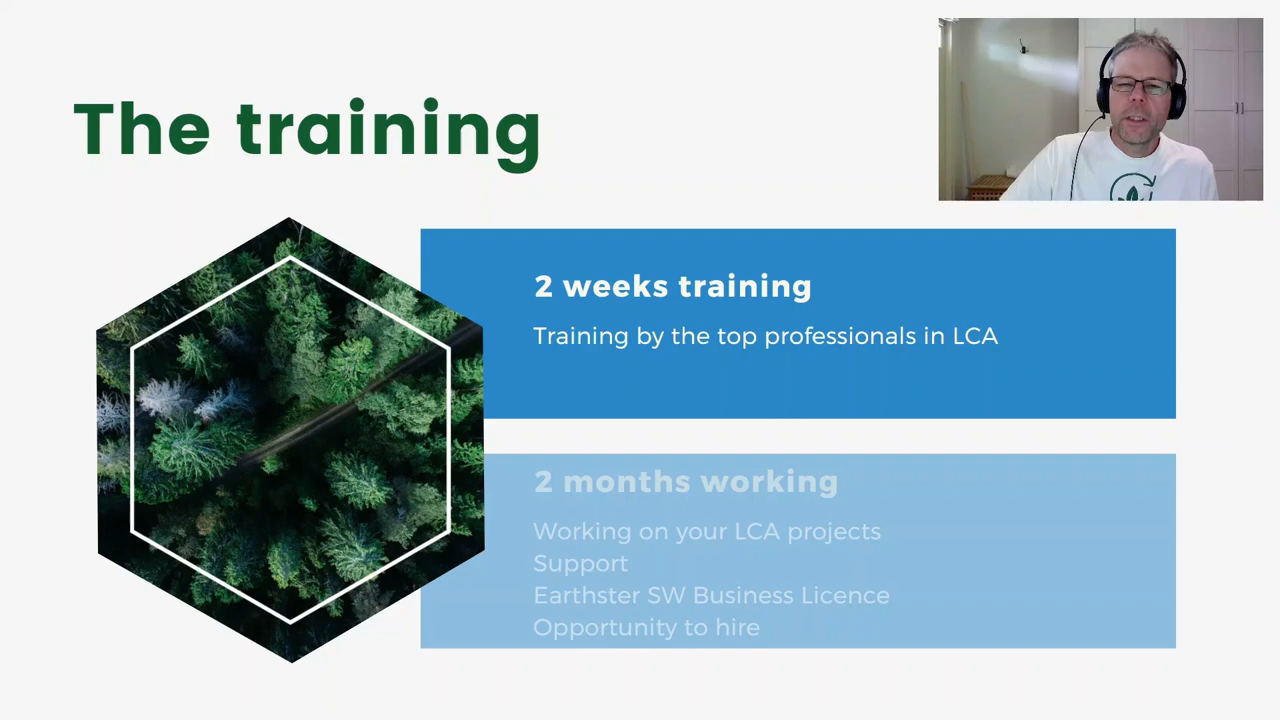 The training
2 weeks training
Training by the top professionals in LCA
2 months working
Working on your LCA projects
Support
Earthster SW Business Licence
Opportunity to hire